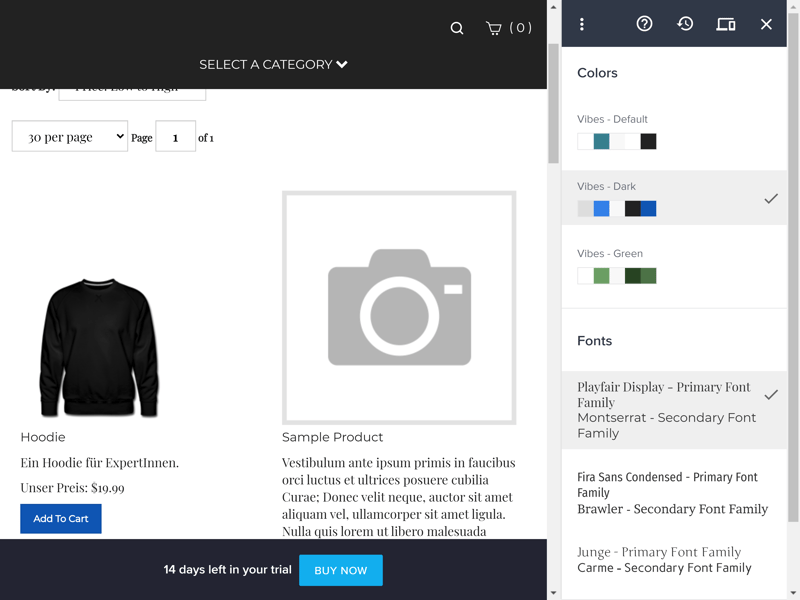 ( 0 )
SELECT A CATEGORY
Sort By:
Price: Low to High
30 per page
Page
1
of 1
Hoodie
Ein Hoodie für ExpertInnen.
Unser Preis: $19.99
Add To Cart
Sample Product
Vestibulum ante ipsum primis in faucibus
orci luctus et ultrices posuere cubilia
Curae; Donec velit neque, auctor sit amet
aliquam vel, ullamcorper sit amet ligula.
Nulla quis lorem ut libero malesuada
14 days left in your trial
BUY NOW
Colors
Vibes - Default
Vibes - Dark
Vibes - Green
Fonts
Playfair Display - Primary Font
Family
Montserrat - Secondary Font
Family
Fira Sans Condensed - Primary Font
Family
Brawler - Secondary Font Family
Junge - Primary Font Family
Carme - Secondary Font Family